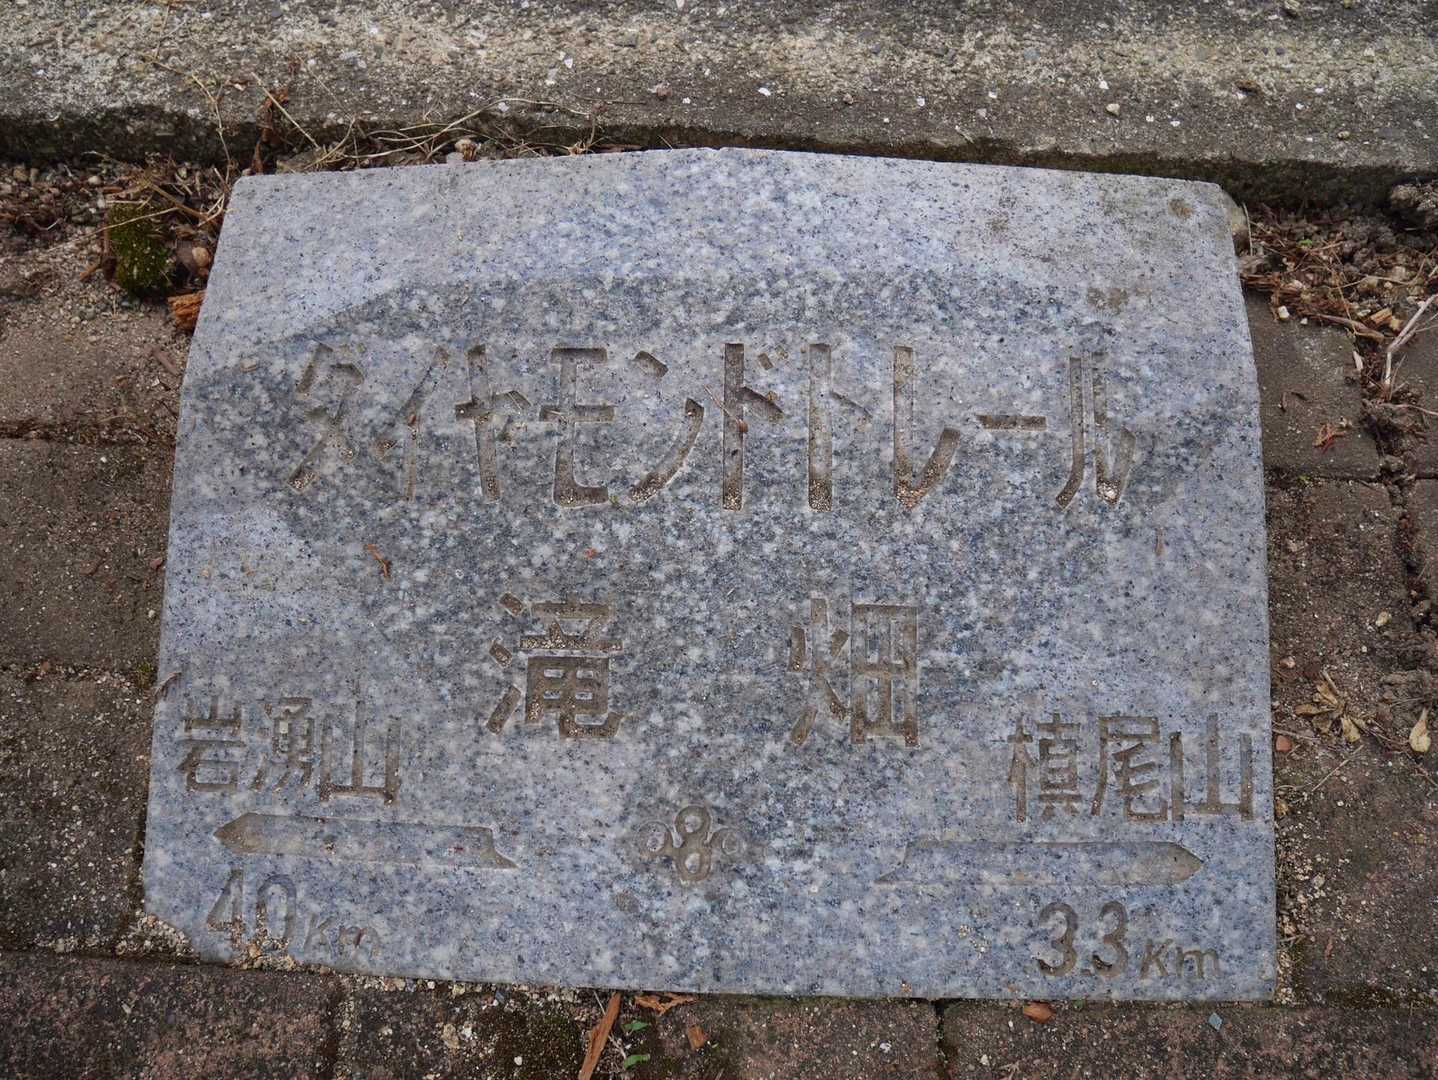 ダイヤモンドトレール
滝畑
岩湧山
槙尾山
4.0Km
3.3Km